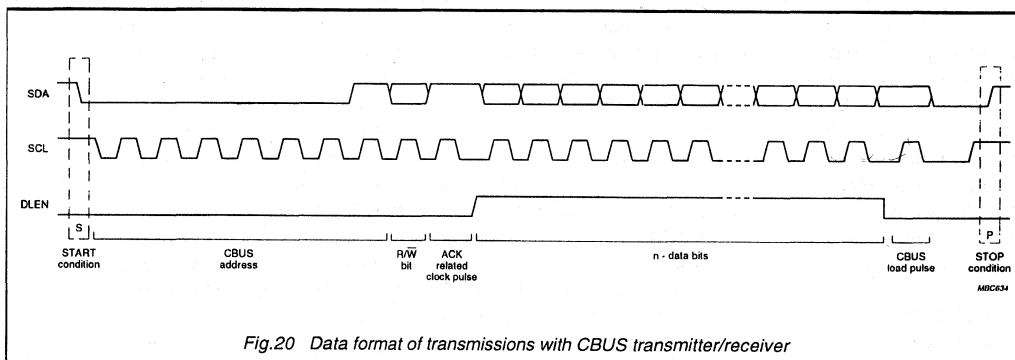 SDA
SCL
DLEN
S
P
START
condition
CBUS
address
R/W̅
bit
ACK
related
clock pulse
n - data bits
CBUS
load pulse
STOP
condition
MBC634
Fig.20 Data format of transmissions with CBUS transmitter/receiver